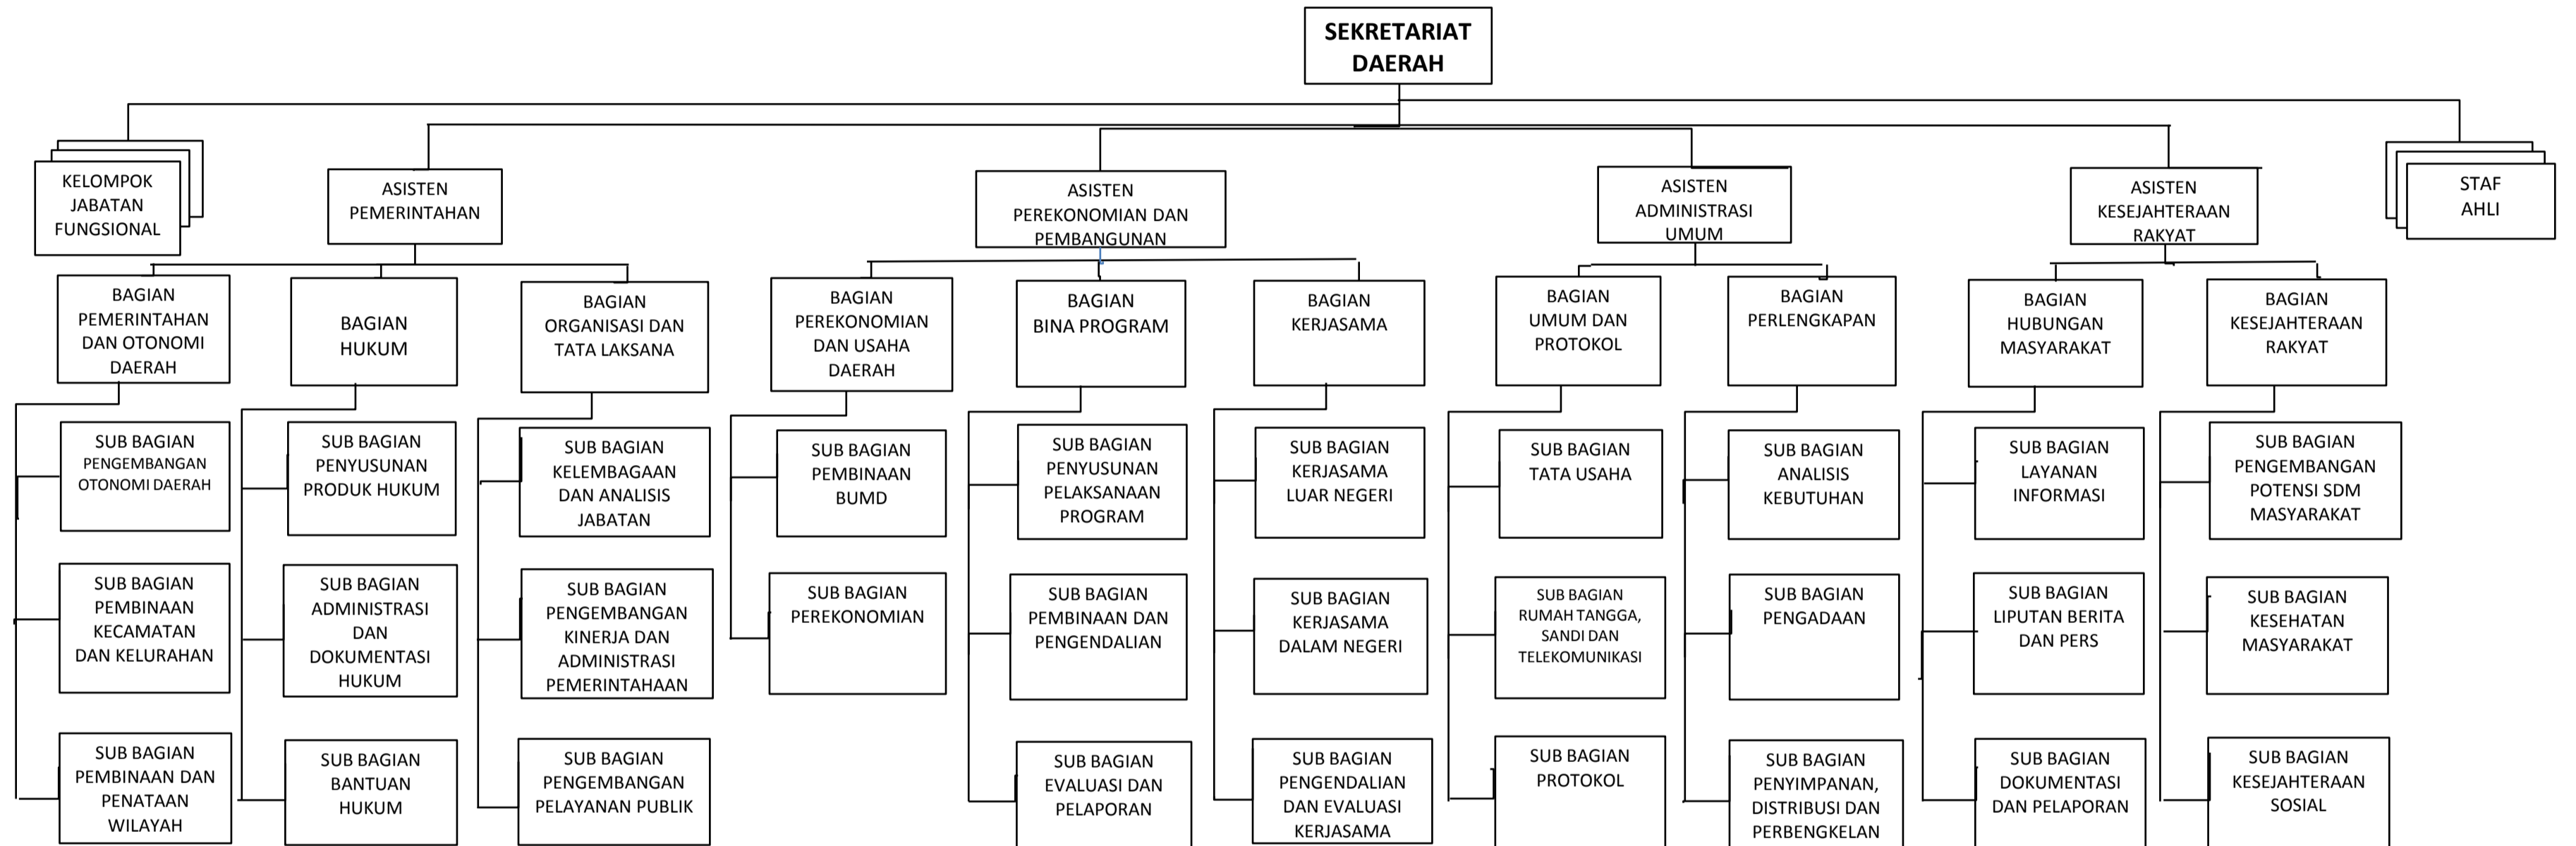 SEKRETARIAT
DAERAH
KELOMPOK
JABATAN
FUNGSIONAL
ASISTEN
PEMERINTAHAN
ASISTEN
PEREKONOMIAN DAN
PEMBANGUNAN
ASISTEN
ADMINISTRASI
UMUM
ASISTEN
KESEJAHTERAAN
RAKYAT
STAF
AHLI
BAGIAN
PEMERINTAHAN
DAN OTONOMI
DAERAH
BAGIAN
HUKUM
BAGIAN
ORGANISASI DAN
TATA LAKSANA
BAGIAN
PEREKONOMIAN
DAN USAHA
DAERAH
BAGIAN
BINA PROGRAM
BAGIAN
KERJASAMA
BAGIAN
UMUM DAN
PROTOKOL
BAGIAN
PERLENGKAPAN
BAGIAN
HUBUNGAN
MASYARAKAT
BAGIAN
KESEJAHTERAAN
RAKYAT
SUB BAGIAN
PENGEMBANGAN
OTONOMI DAERAH
SUB BAGIAN
PENYUSUNAN
PRODUK HUKUM
SUB BAGIAN
KELEMBAGAAN
DAN ANALISIS
JABATAN
SUB BAGIAN
PEMBINAAN
BUMD
SUB BAGIAN
PENYUSUNAN
PELAKSANAAN
PROGRAM
SUB BAGIAN
KERJASAMA
LUAR NEGERI
SUB BAGIAN
TATA USAHA
SUB BAGIAN
ANALISIS
KEBUTUHAN
SUB BAGIAN
LAYANAN
INFORMASI
SUB BAGIAN
PENGEMBANGAN
POTENSI SDM
MASYARAKAT
SUB BAGIAN
PEMBINAAN
KECAMATAN
DAN KELURAHAN
SUB BAGIAN
ADMINISTRASI
DAN
DOKUMENTASI
HUKUM
SUB BAGIAN
PENGEMBANGAN
KINERJA DAN
ADMINISTRASI
PEMERINTAHAAN
SUB BAGIAN
PEREKONOMIAN
SUB BAGIAN
PEMBINAAN DAN
PENGENDALIAN
SUB BAGIAN
KERJASAMA
DALAM NEGERI
SUB BAGIAN
RUMAH TANGGA,
SANDI DAN
TELEKOMUNIKASI
SUB BAGIAN
PENGADAAN
SUB BAGIAN
LIPUTAN BERITA
DAN PERS
SUB BAGIAN
KESEHATAN
MASYARAKAT
SUB BAGIAN
PEMBINAAN DAN
PENATAAN
WILAYAH
SUB BAGIAN
BANTUAN
HUKUM
SUB BAGIAN
PENGEMBANGAN
PELAYANAN PUBLIK
SUB BAGIAN
EVALUASI DAN
PELAPORAN
SUB BAGIAN
PENGENDALIAN
DAN EVALUASI
KERJASAMA
SUB BAGIAN
PROTOKOL
SUB BAGIAN
PENYIMPANAN,
DISTRIBUSI DAN
PERBENGKELAN
SUB BAGIAN
DOKUMENTASI
DAN PELAPORAN
SUB BAGIAN
KESEJAHTERAAN
SOSIAL